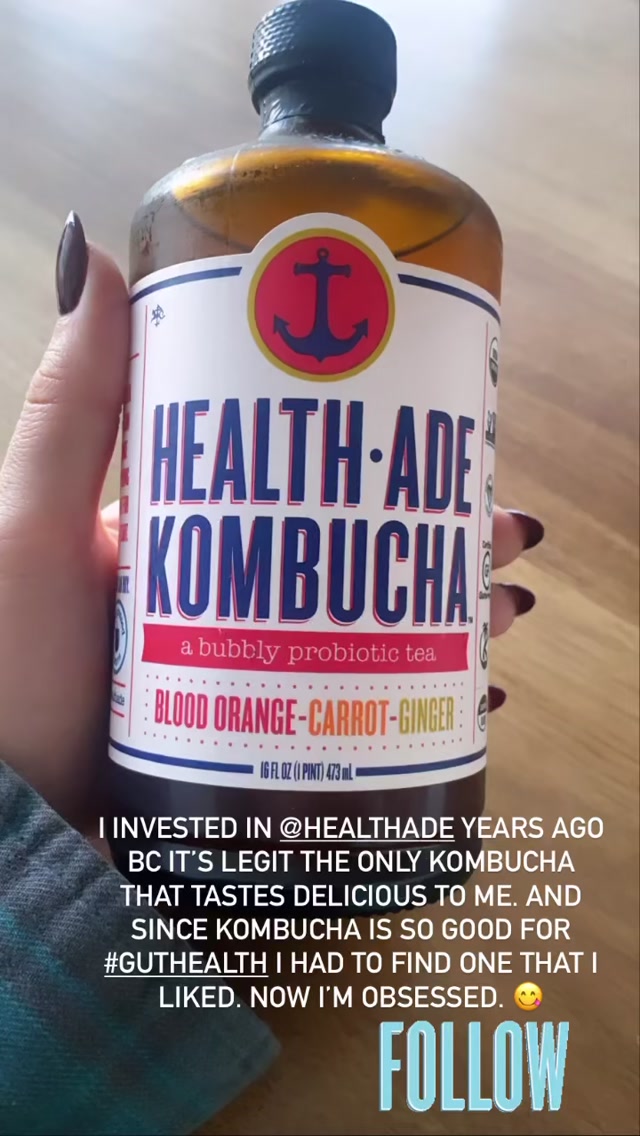 HEALTH·ADE
KOMBUCHA
a bubbly probiotic tea
BLOOD ORANGE-CARROT-GINGER
16 FL OZ (1 PINT) 473 mL
I INVESTED IN @HEALTHADE YEARS AGO
BC IT'S LEGIT THE ONLY KOMBUCHA
THAT TASTES DELICIOUS TO ME. AND
SINCE KOMBUCHA IS SO GOOD FOR
#GUTHEALTH I HAD TO FIND ONE THAT I
LIKED. NOW I'M OBSESSED. 😋
FOLLOW